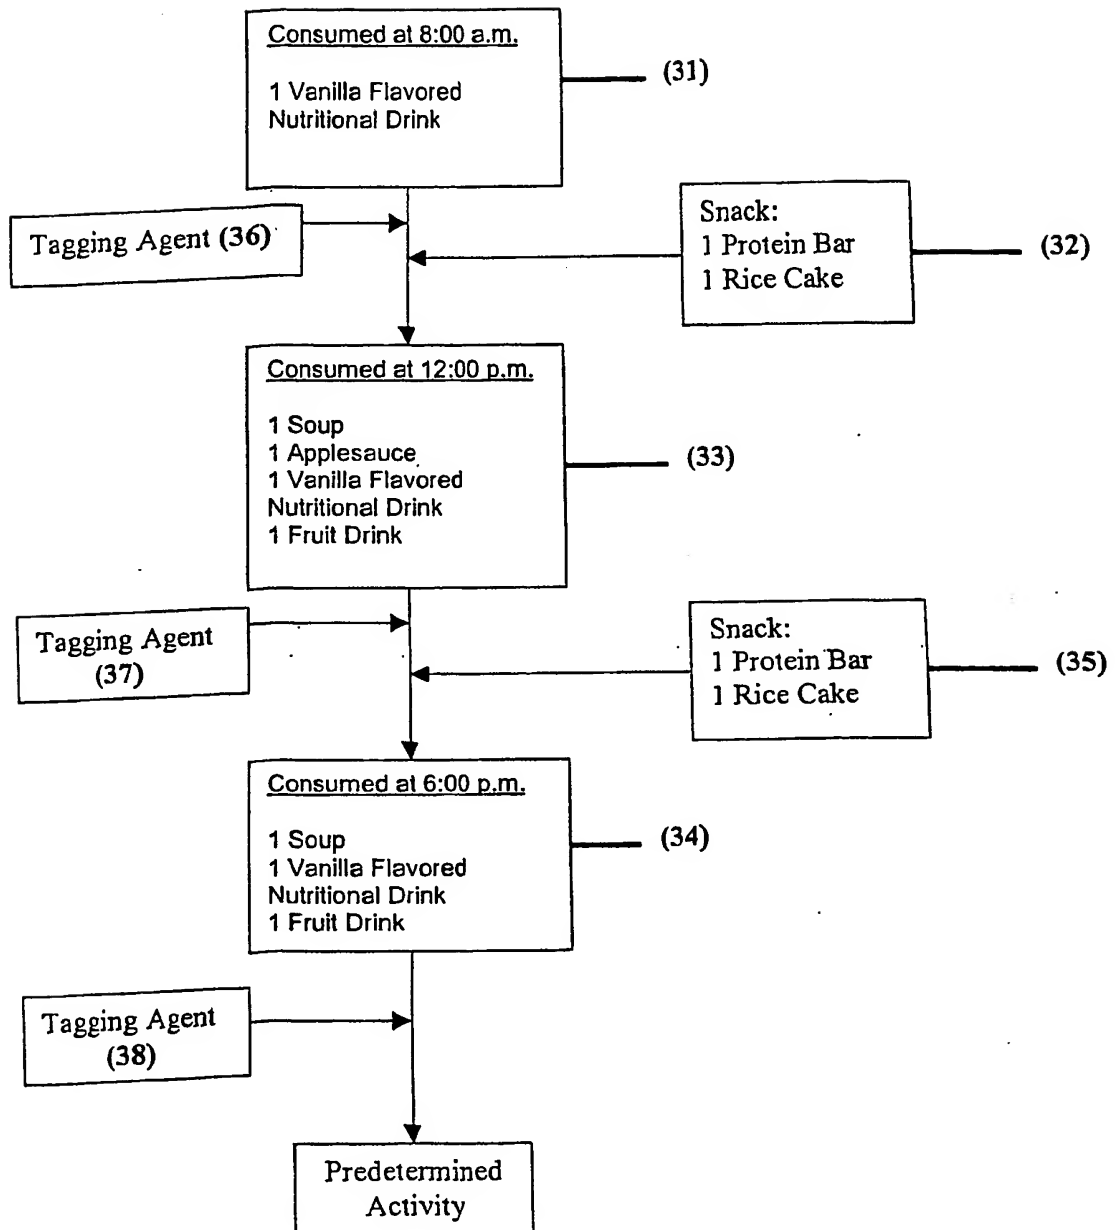 Consumed at 8:00 a.m.
1 Vanilla Flavored
Nutritional Drink
(31)
Tagging Agent (36)
Snack:
1 Protein Bar
1 Rice Cake
(32)
Consumed at 12:00 p.m.
1 Soup
1 Applesauce
1 Vanilla Flavored
Nutritional Drink
1 Fruit Drink
(33)
Tagging Agent
(37)
Snack:
1 Protein Bar
1 Rice Cake
(35)
Consumed at 6:00 p.m.
1 Soup
1 Vanilla Flavored
Nutritional Drink
1 Fruit Drink
(34)
Tagging Agent
(38)
Predetermined
Activity